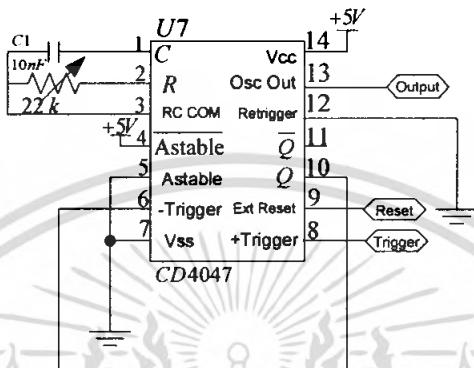 U7
+5V
C1
10nF
22 k
+5V
1 C
2 R
3 RC COM
4 Astable
5 Astable
6 -Trigger
7 Vss
14 Vcc
13 Osc Out
12 Retrigger
11 Q
10 Q
9 Ext Reset
8 +Trigger
Output
Reset
Trigger
CD4047